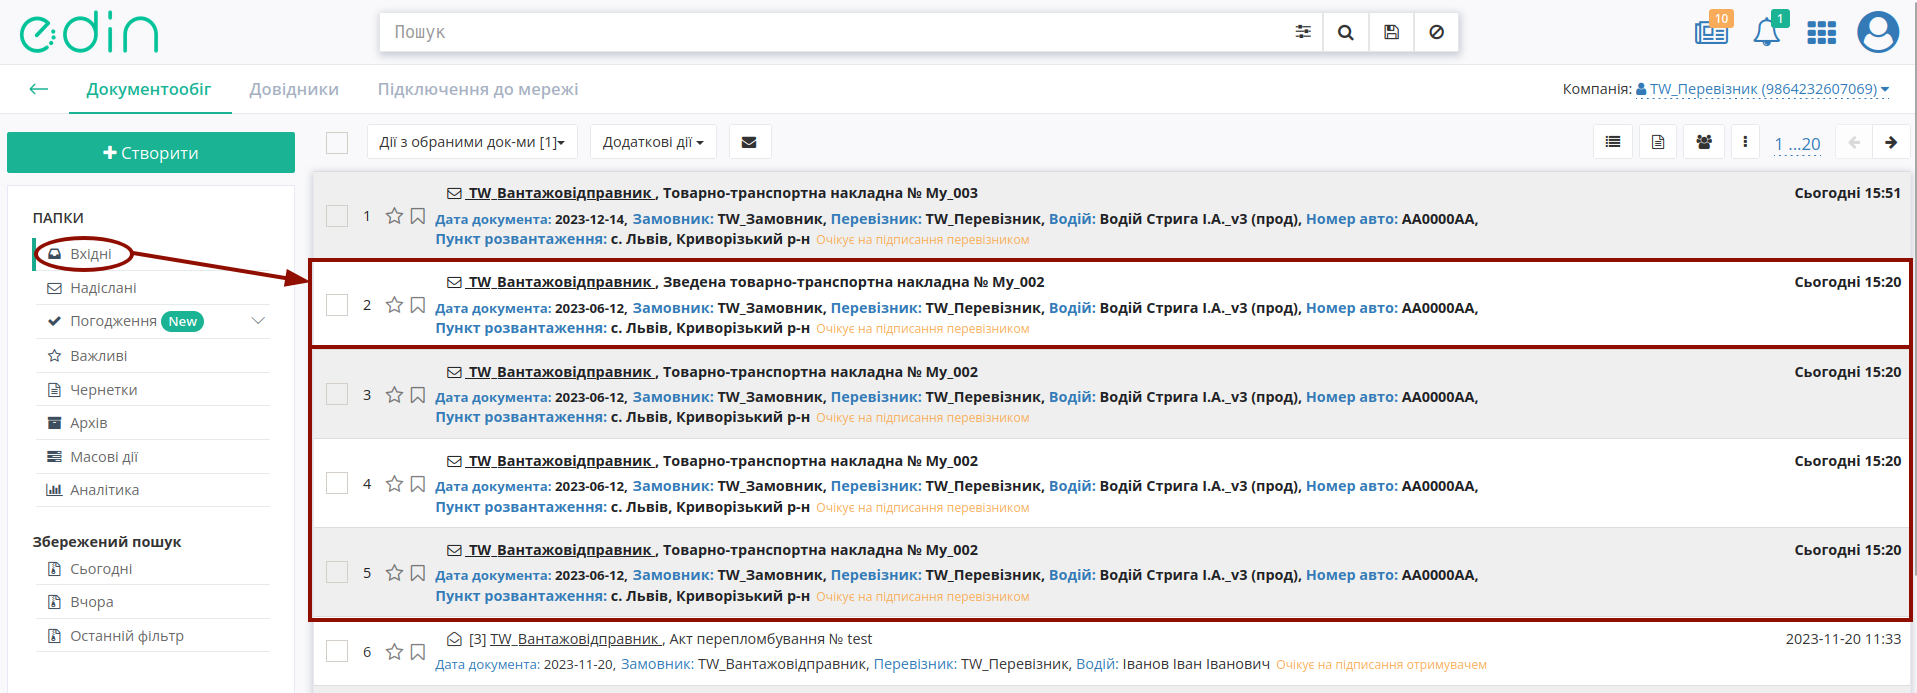 edin
Пошук
10
1
Документообіг
Довідники
Підключення до мережі
Компанія: TW_Перевізник (9864232607069)
Створити
Дії з обраними док-ми [1]
Додаткові дії
1 ...20
ПАПКИ
Вхідні
Надіслані
Погодження New
Важливі
Чернетки
Архів
Масові дії
Аналітика
Збережений пошук
Сьогодні
Вчора
Останній фільтр
TW_Вантажовідправник , Товарно-транспортна накладна № My_003 Сьогодні 15:51
1 Дата документа: 2023-12-14, Замовник: TW_Замовник, Перевізник: TW_Перевізник, Водій: Водій Стрига І.А._v3 (прод), Номер авто: АА0000АА,
Пункт розвантаження: с. Львів, Криворізький р-н Очікує на підписання перевізником
TW_Вантажовідправник , Зведена товарно-транспортна накладна № My_002 Сьогодні 15:20
2 Дата документа: 2023-06-12, Замовник: TW_Замовник, Перевізник: TW_Перевізник, Водій: Водій Стрига І.А._v3 (прод), Номер авто: АА0000АА,
Пункт розвантаження: с. Львів, Криворізький р-н Очікує на підписання перевізником
TW_Вантажовідправник , Товарно-транспортна накладна № My_002 Сьогодні 15:20
3 Дата документа: 2023-06-12, Замовник: TW_Замовник, Перевізник: TW_Перевізник, Водій: Водій Стрига І.А._v3 (прод), Номер авто: АА0000АА,
Пункт розвантаження: с. Львів, Криворізький р-н Очікує на підписання перевізником
TW_Вантажовідправник , Товарно-транспортна накладна № My_002 Сьогодні 15:20
4 Дата документа: 2023-06-12, Замовник: TW_Замовник, Перевізник: TW_Перевізник, Водій: Водій Стрига І.А._v3 (прод), Номер авто: АА0000АА,
Пункт розвантаження: с. Львів, Криворізький р-н Очікує на підписання перевізником
TW_Вантажовідправник , Товарно-транспортна накладна № My_002 Сьогодні 15:20
5 Дата документа: 2023-06-12, Замовник: TW_Замовник, Перевізник: TW_Перевізник, Водій: Водій Стрига І.А._v3 (прод), Номер авто: АА0000АА,
Пункт розвантаження: с. Львів, Криворізький р-н Очікує на підписання перевізником
[3] TW_Вантажовідправник , Акт перепломбування № test 2023-11-20 11:33
6 Дата документа: 2023-11-20, Замовник: TW_Вантажовідправник, Перевізник: TW_Перевізник, Водій: Іванов Іван Іванович Очікує на підписання отримувачем